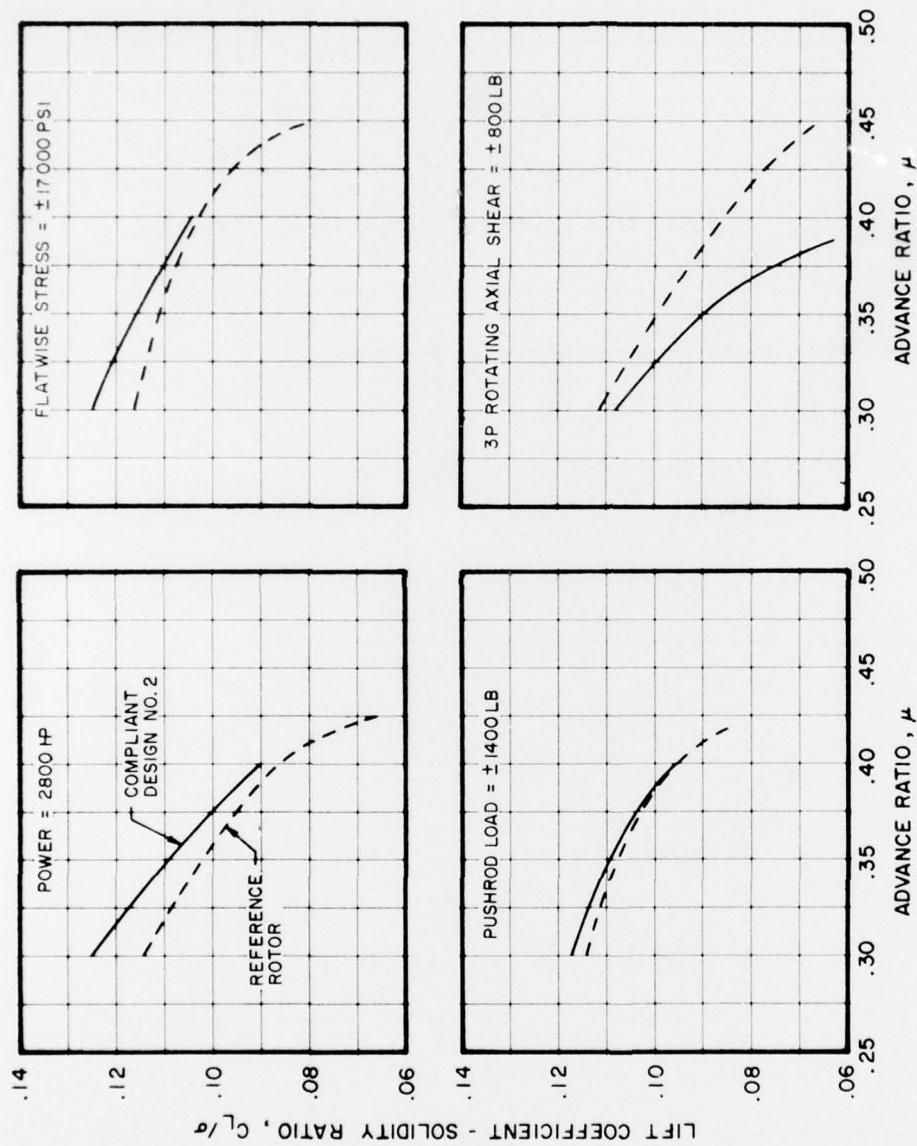 POWER = 2800 HP
COMPLIANT
DESIGN NO. 2
REFERENCE
ROTOR
FLATWISE STRESS = ±17000 PSI
PUSHROD LOAD = ±1400 LB
3P ROTATING AXIAL SHEAR = ±800 LB
LIFT COEFFICIENT - SOLIDITY RATIO, CL/σ
.14
.12
.10
.08
.06
.14
.12
.10
.08
.06
.25
.30
.35
.40
.45
.50
ADVANCE RATIO, μ
.25
.30
.35
.40
.45
.50
ADVANCE RATIO, μ